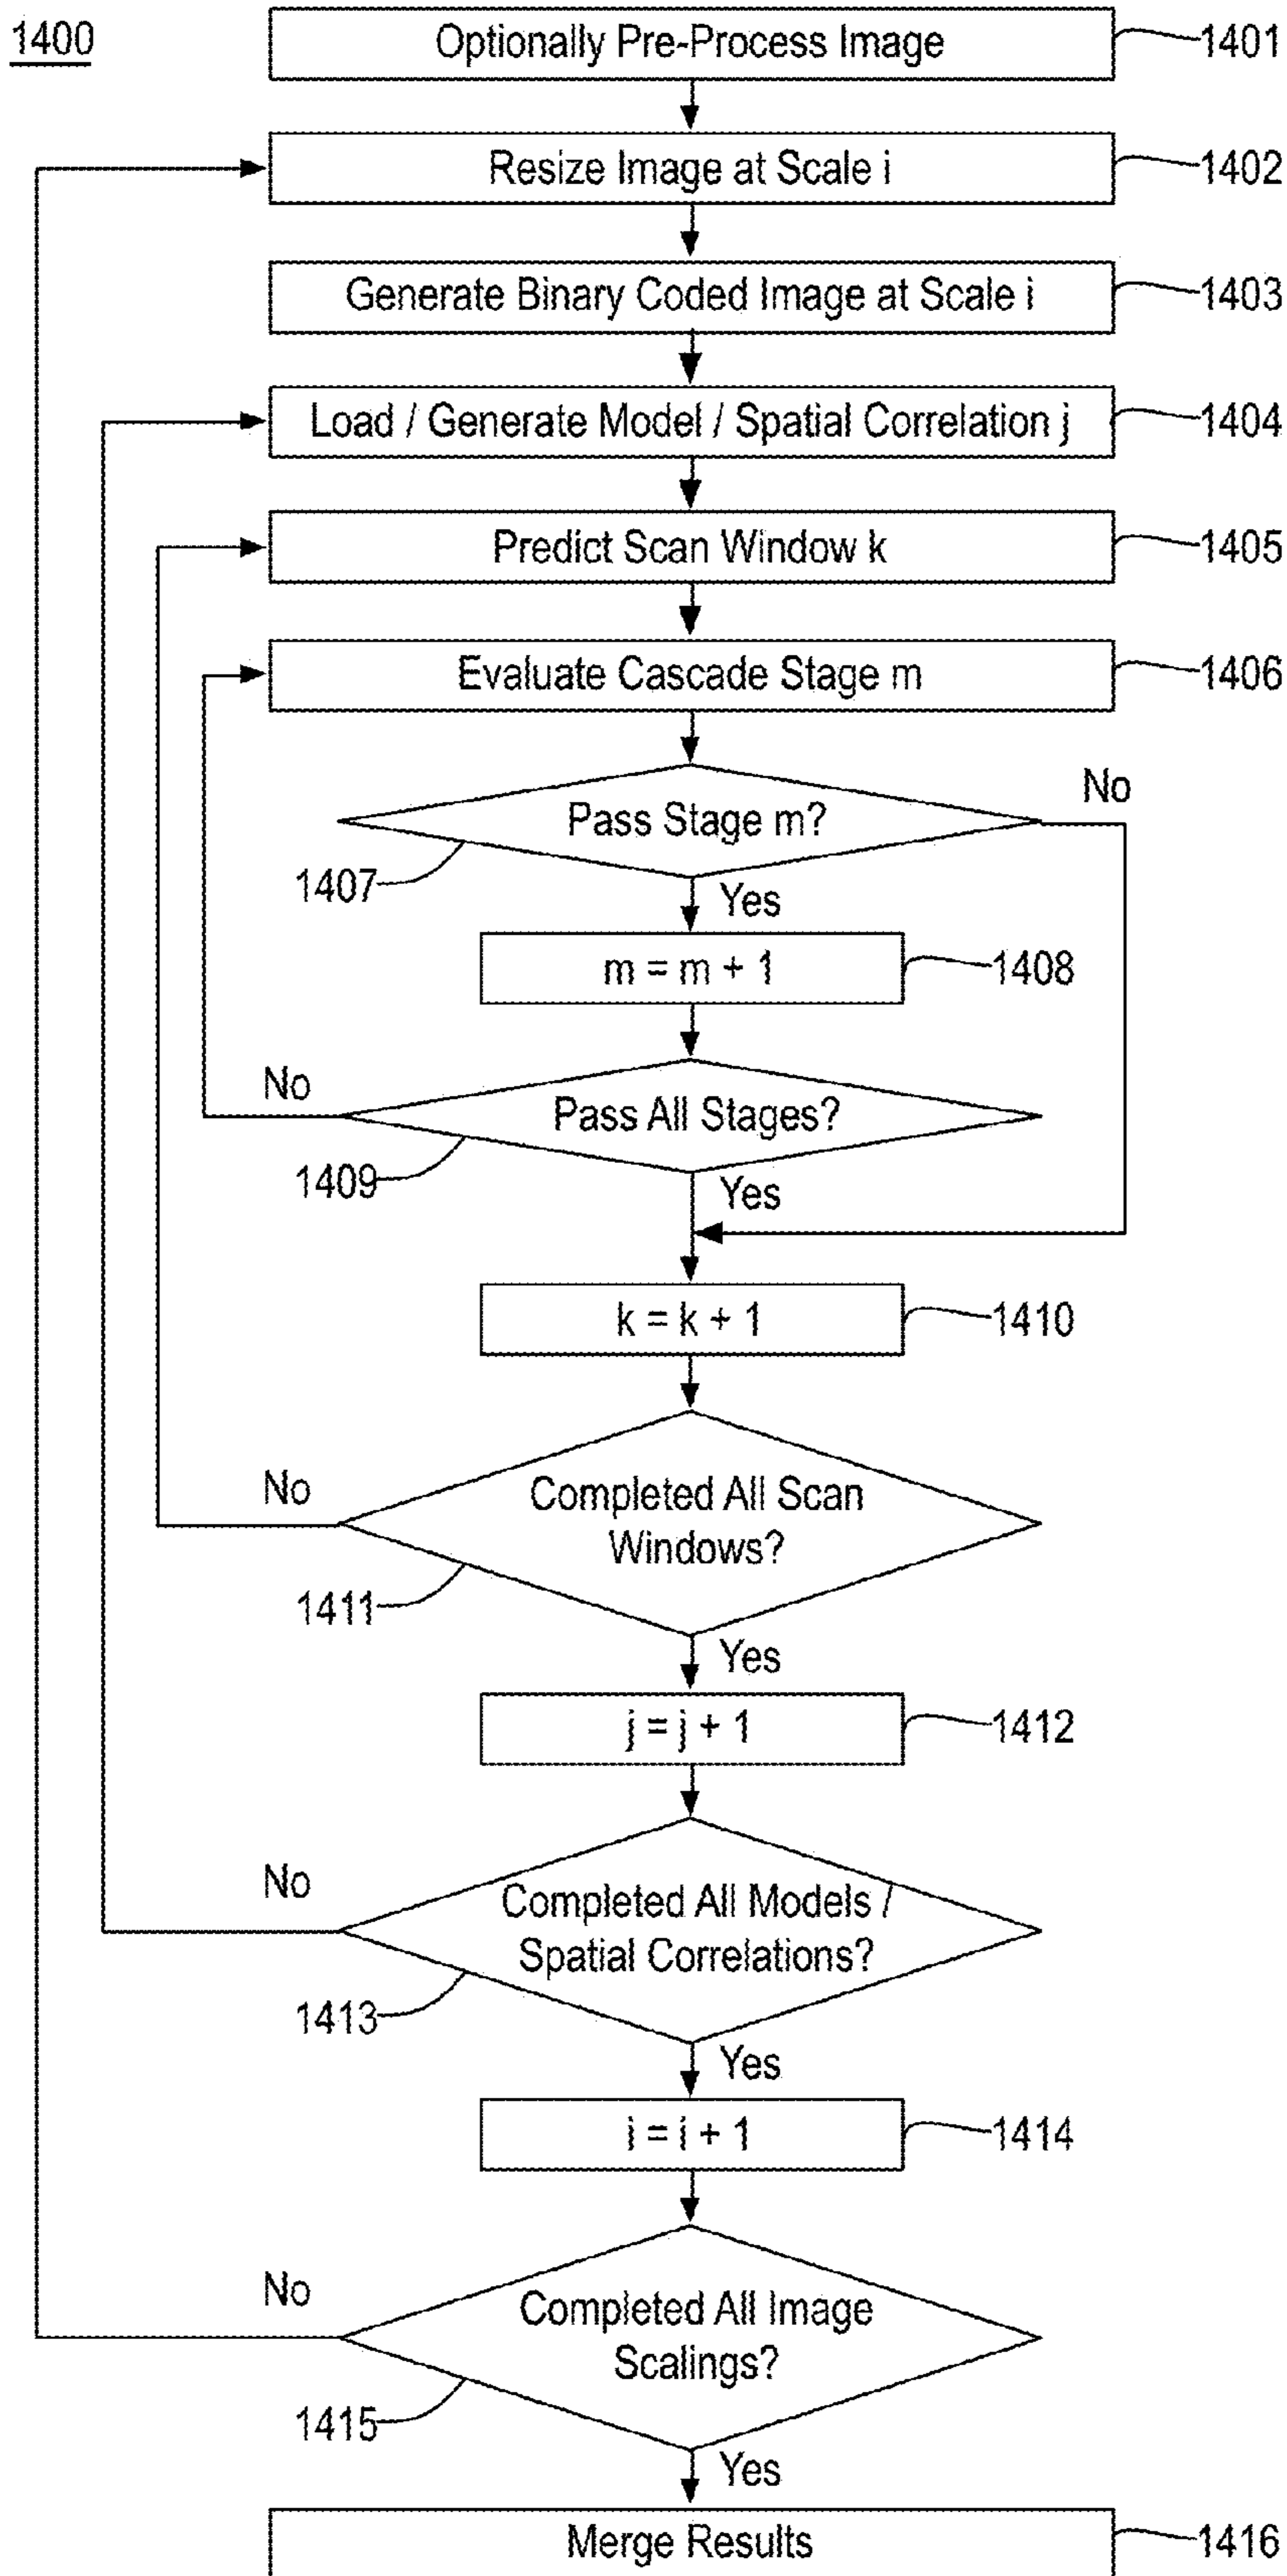 1400
Optionally Pre-Process Image
1401
Resize Image at Scale i
1402
Generate Binary Coded Image at Scale i
1403
Load / Generate Model / Spatial Correlation j
1404
Predict Scan Window k
1405
Evaluate Cascade Stage m
1406
Pass Stage m?
No
1407
Yes
m = m + 1
1408
No
Pass All Stages?
1409
Yes
k = k + 1
1410
No
Completed All Scan
Windows?
1411
Yes
j = j + 1
1412
No
Completed All Models /
Spatial Correlations?
1413
Yes
i = i + 1
1414
No
Completed All Image
Scalings?
1415
Yes
Merge Results
1416